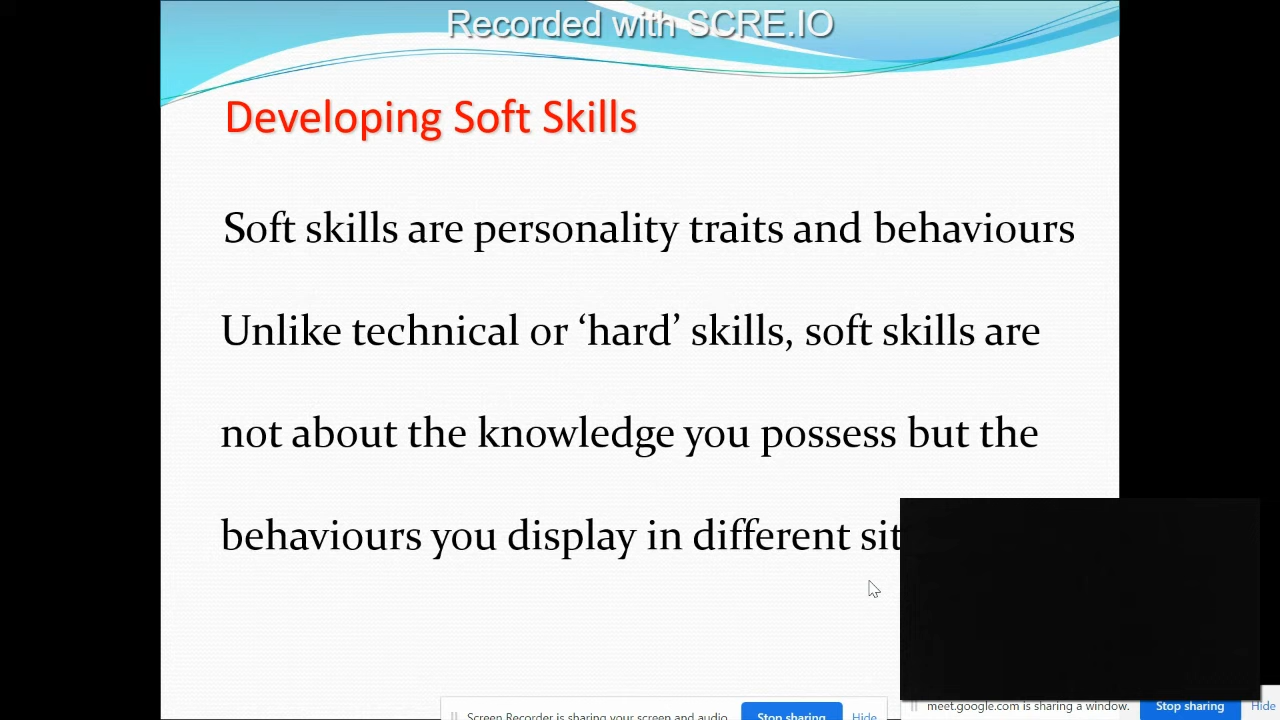 Recorded with SCRE.IO
Developing Soft Skills
Soft skills are personality traits and behaviours
Unlike technical or ‘hard’ skills, soft skills are
not about the knowledge you possess but the
behaviours you display in different
Screen Recorder is sharing your screen and audio. Stop sharing Hide
meet.google.com is sharing a window. Stop sharing Hide